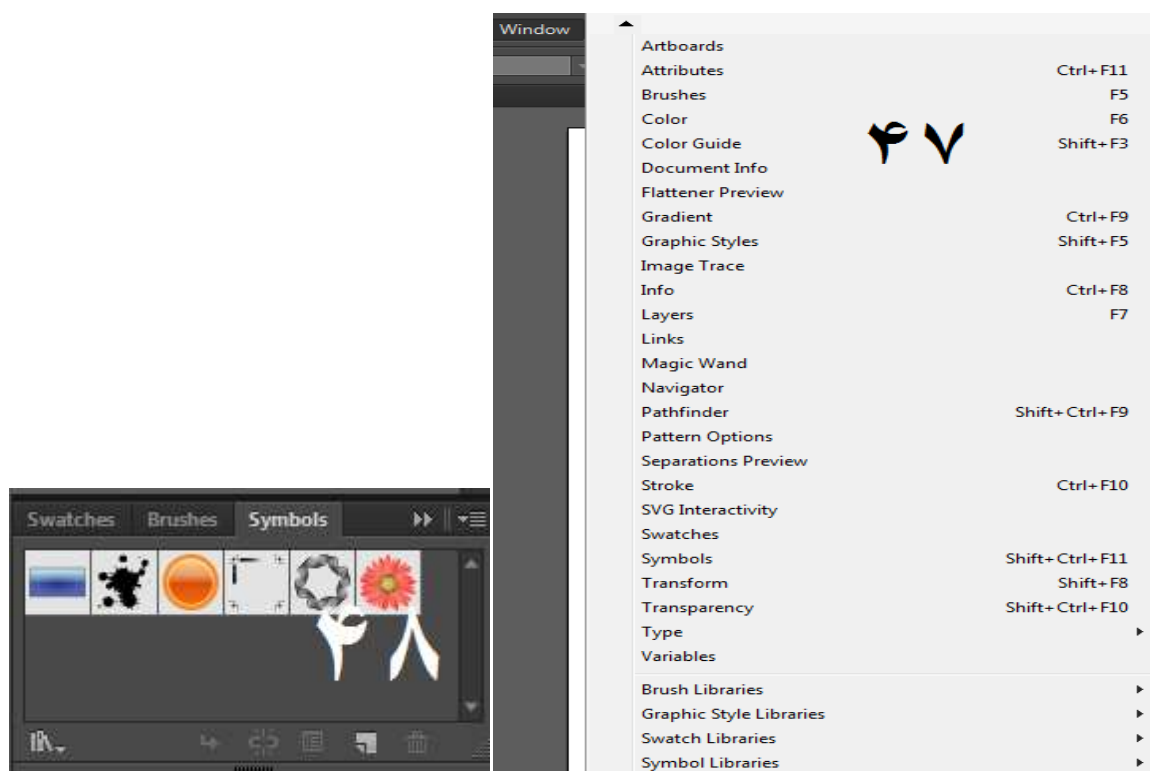 Window
Artboards
Attributes Ctrl+F11
Brushes F5
Color F6
Color Guide Shift+F3
۴۷
Document Info
Flattener Preview
Gradient Ctrl+F9
Graphic Styles Shift+F5
Image Trace
Info Ctrl+F8
Layers F7
Links
Magic Wand
Navigator
Pathfinder Shift+Ctrl+F9
Pattern Options
Separations Preview
Stroke Ctrl+F10
SVG Interactivity
Swatches
Symbols Shift+Ctrl+F11
Transform Shift+F8
Transparency Shift+Ctrl+F10
Type
Variables
Brush Libraries
Graphic Style Libraries
Swatch Libraries
Symbol Libraries
Swatches Brushes Symbols
۴۸